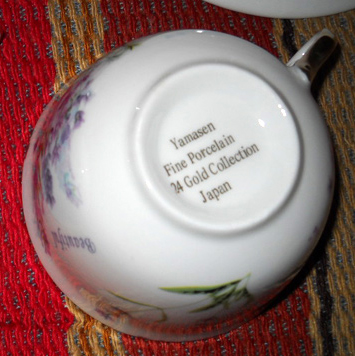 Yamasen
Fine Porcelain
24 Gold Collection
Japan